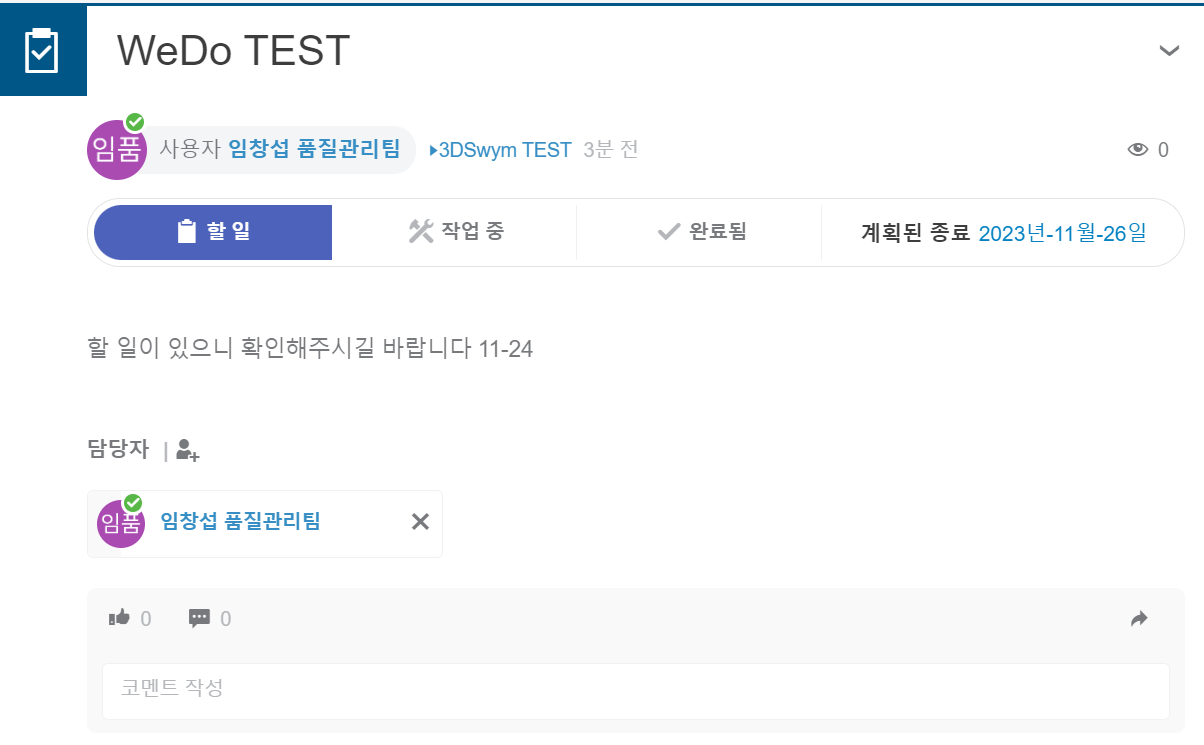 WeDo TEST
임품 사용자 임창섭 품질관리팀 3DSwym TEST 3분 전 0
할 일 작업 중 완료됨 계획된 종료 2023년-11월-26일
할 일이 있으니 확인해주시길 바랍니다 11-24
담당자 |
임품 임창섭 품질관리팀
0 0
코멘트 작성